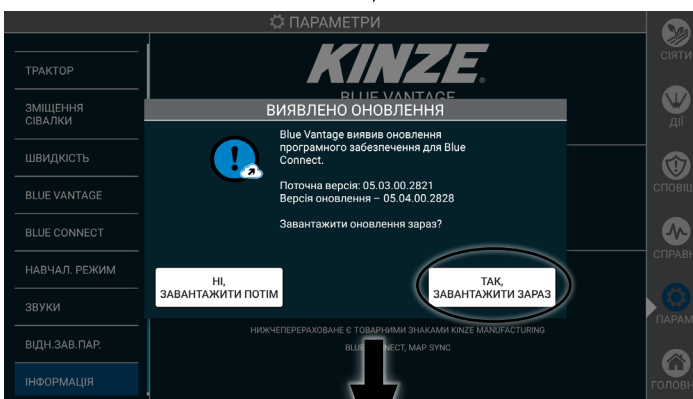 ПАРАМЕТРИ
ТРАКТОР
ЗМІЩЕННЯ
СІВАЛКИ
ШВИДКІСТЬ
BLUE VANTAGE
BLUE CONNECT
НАВЧАЛ. РЕЖИМ
ЗВУКИ
ВІДН.ЗАВ.ПАР.
ІНФОРМАЦІЯ
KINZE®
BLUE VANTAGE
ВИЯВЛЕНО ОНОВЛЕННЯ
Blue Vantage виявив оновлення
програмного забезпечення для Blue
Connect.
Поточна версія: 05.03.00.2821
Версія оновлення – 05.04.00.2828
Завантажити оновлення зараз?
НІ,
ЗАВАНТАЖИТИ ПОТІМ
ТАК,
ЗАВАНТАЖИТИ ЗАРАЗ
НИЖЧЕПЕРЕРАХОВАНЕ Є ТОВАРНИМИ ЗНАКАМИ KINZE MANUFACTURING
MAP SYNC
СІЯТИ
ДІЇ
СПОВІЩ
СПРАВН
ПАРАМ
ГОЛОВН